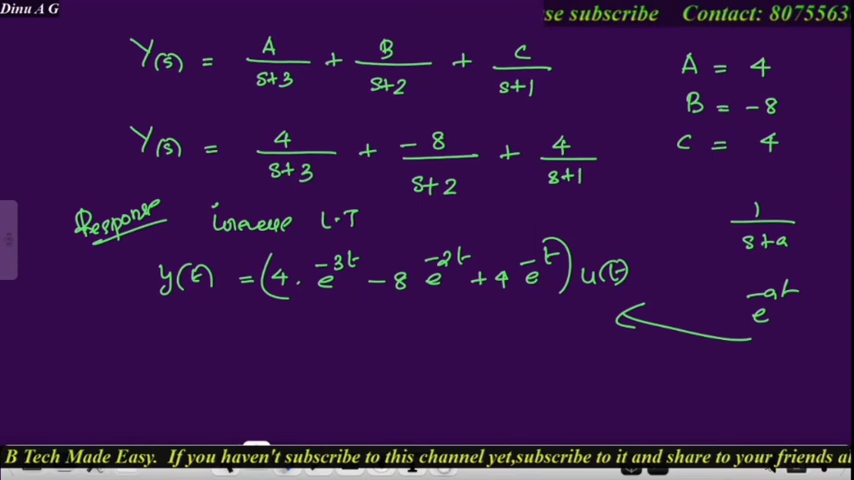 Dinu A G
se subscribe Contact: 8075563
Y(s) = A/(s+3) + B/(s+2) + C/(s+1)
A = 4
B = -8
C = 4
Y(s) = 4/(s+3) + -8/(s+2) + 4/(s+1)
Response inverse L.T
1/(s+a)
y(t) = (4. e^-3t - 8 e^-2t + 4 e^-t) u(t)
e^-at
B Tech Made Easy. If you haven't subscribe to this channel yet,subscribe to it and share to your friends al